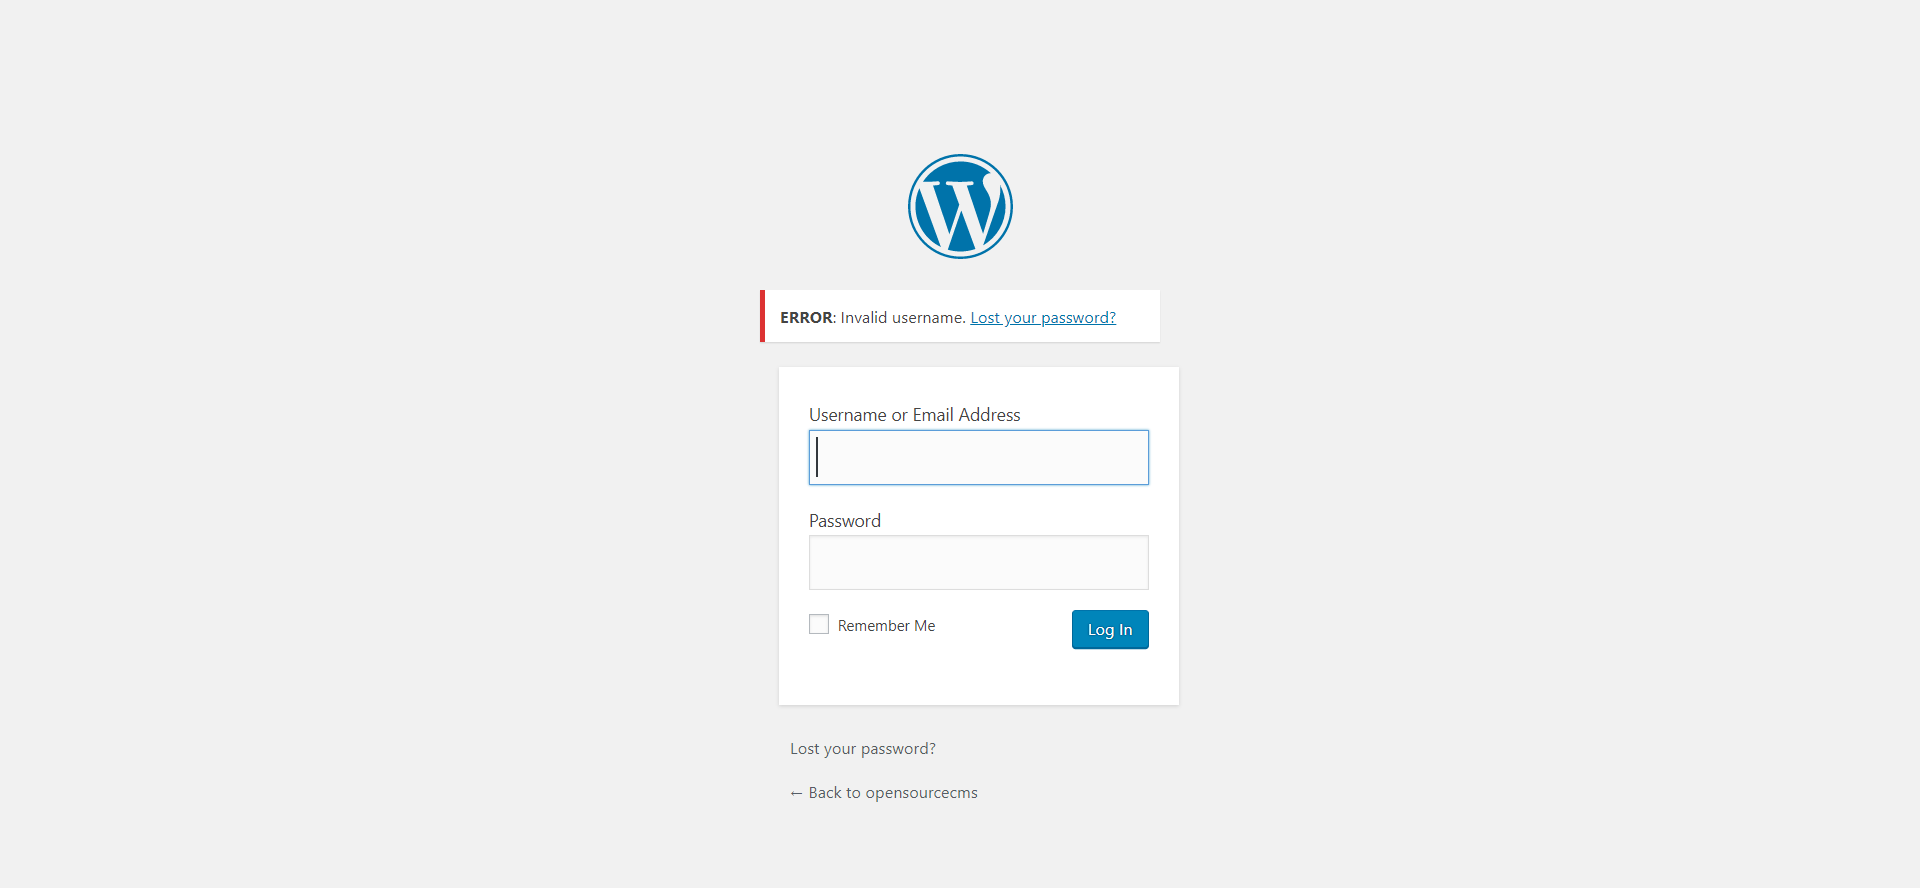 ERROR: Invalid username. Lost your password?
Username or Email Address
Password
Remember Me
Log In
Lost your password?
← Back to opensourcecms